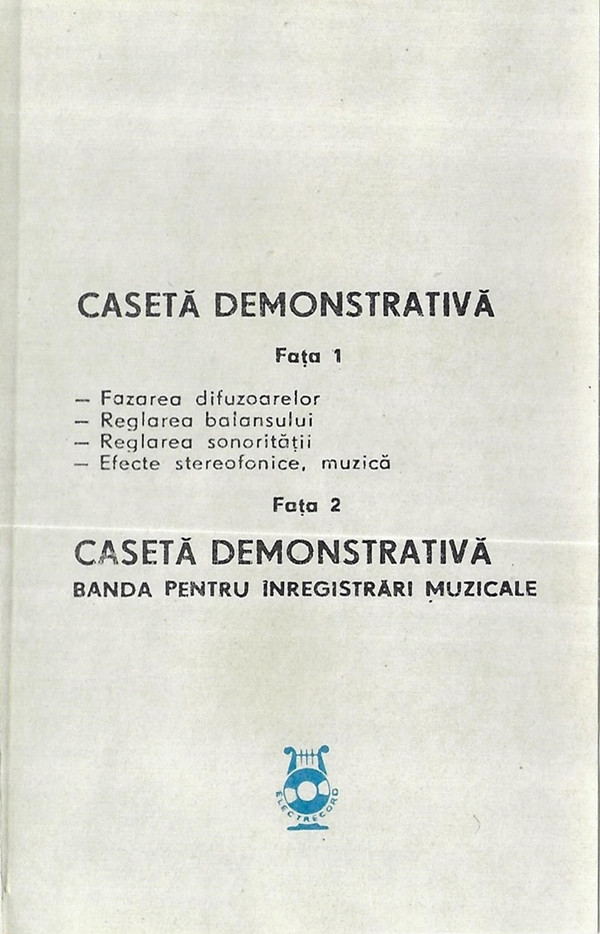 CASETĂ DEMONSTRATIVĂ
Fața 1
— Fazarea difuzoarelor
— Reglarea balansului
— Reglarea sonorității
— Efecte stereofonice, muzică
Fața 2
CASETĂ DEMONSTRATIVĂ
BANDA PENTRU ÎNREGISTRĂRI MUZICALE
ELECTRECORD